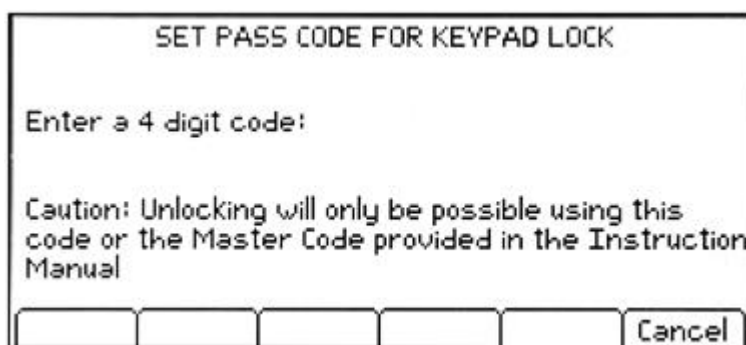 SET PASS CODE FOR KEYPAD LOCK
Enter a 4 digit code:
Caution: Unlocking will only be possible using this
code or the Master Code provided in the Instruction
Manual
Cancel